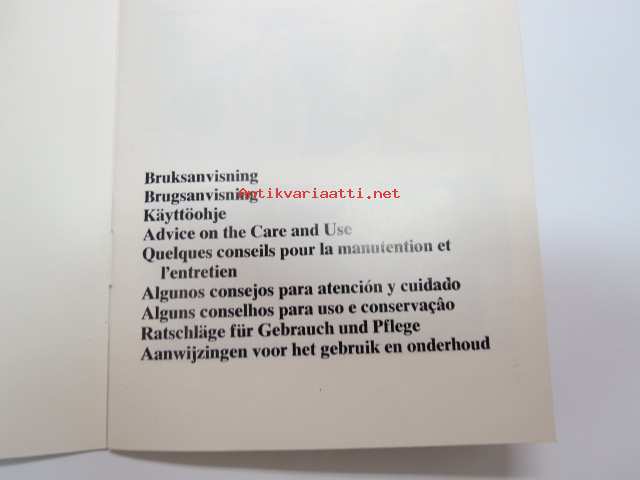 Bruksanvisning
Brugsanvisning
antikvariaatti.net
Käyttöohje
Advice on the Care and Use
Quelques conseils pour la manutention et
l'entretien
Algunos consejos para atención y cuidado
Alguns conselhos para uso e conservaçâo
Ratschläge für Gebrauch und Pflege
Aanwijzingen voor het gebruik en onderhoud